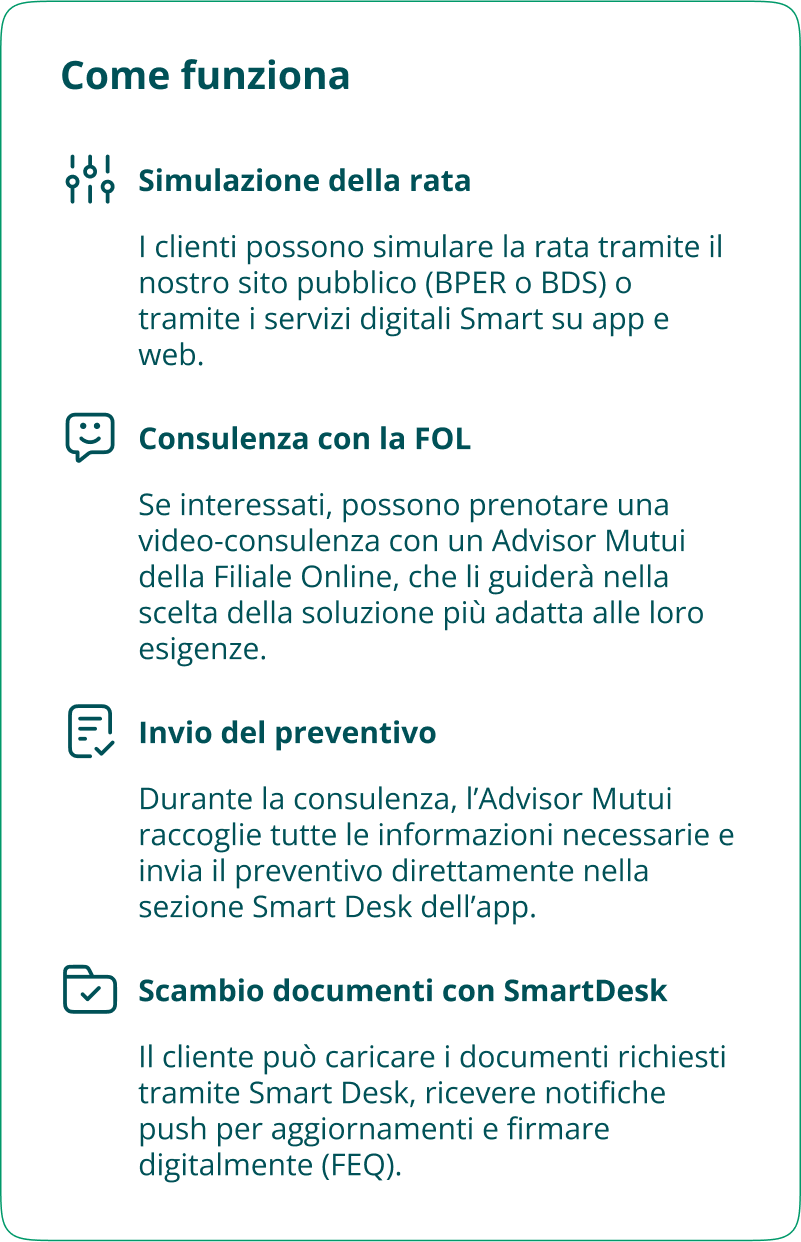 Come funziona
Simulazione della rata
I clienti possono simulare la rata tramite il
nostro sito pubblico (BPER o BDS) o
tramite i servizi digitali Smart su app e
web.
Consulenza con la FOL
Se interessati, possono prenotare una
video-consulenza con un Advisor Mutui
della Filiale Online, che li guiderà nella
scelta della soluzione più adatta alle loro
esigenze.
Invio del preventivo
Durante la consulenza, l’Advisor Mutui
raccoglie tutte le informazioni necessarie e
invia il preventivo direttamente nella
sezione Smart Desk dell’app.
Scambio documenti con SmartDesk
Il cliente può caricare i documenti richiesti
tramite Smart Desk, ricevere notifiche
push per aggiornamenti e firmare
digitalmente (FEQ).